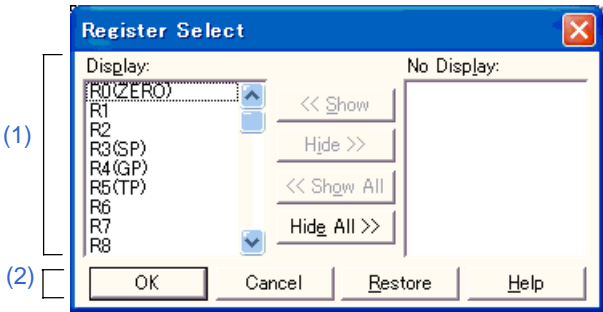 Register Select
(1)
Display:
No Display:
R0(ZERO)
R1
R2
R3(SP)
R4(GP)
R5(TP)
R6
R7
R8
<< Show
Hide >>
<< Show All
Hide All >>
(2)
OK
Cancel
Restore
Help